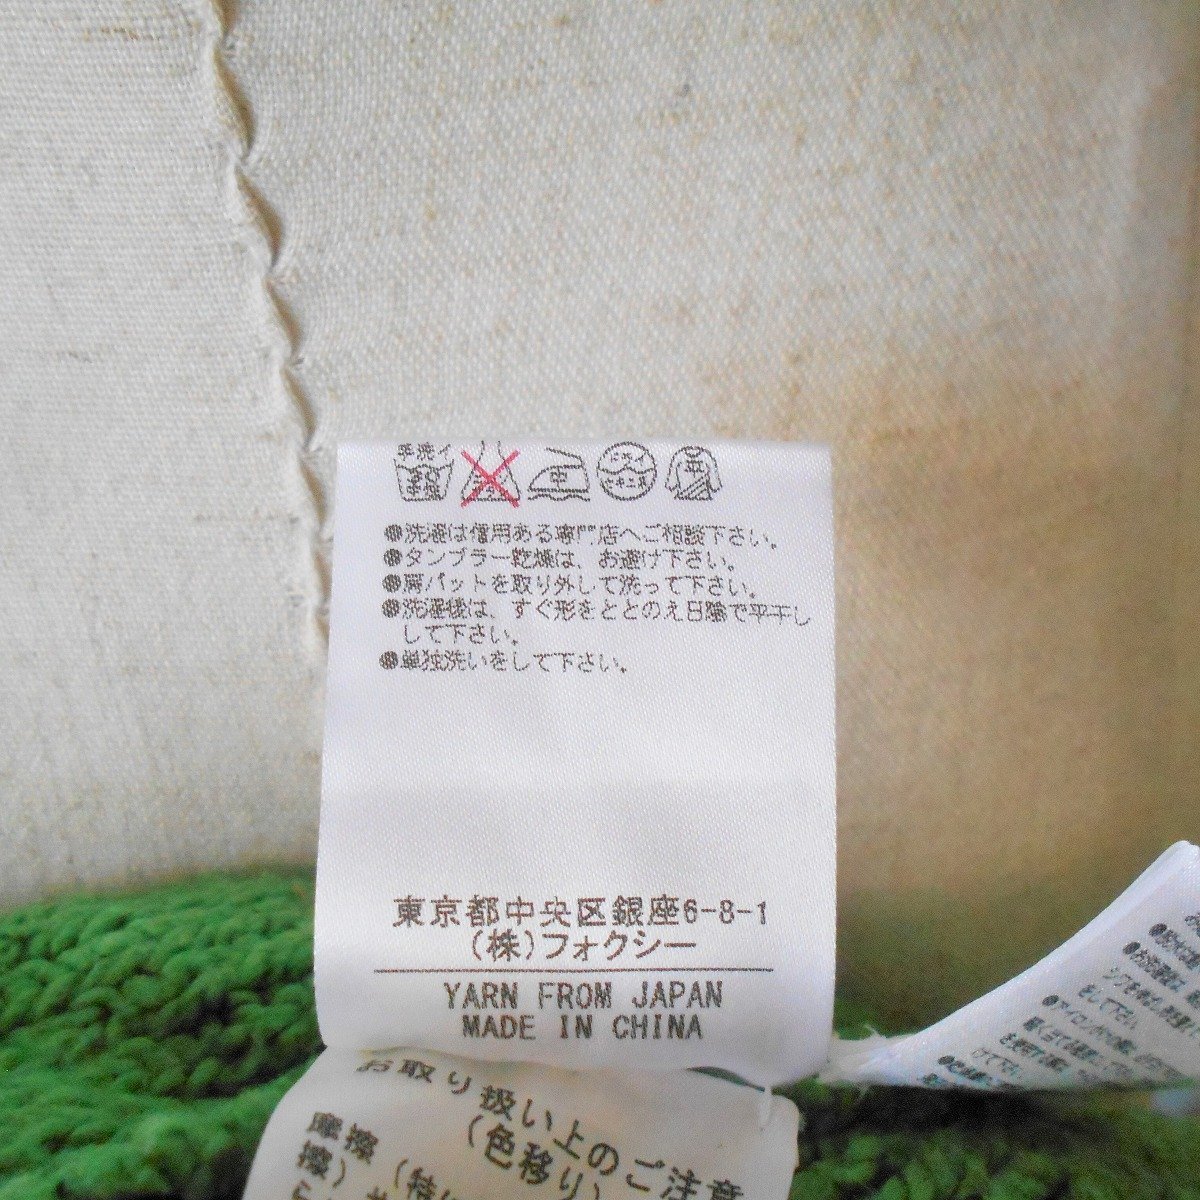 手洗イ
中
●洗濯は信用ある専門店へご相談下さい。
●タンブラー乾燥は、お避け下さい。
●肩パットを取り外して洗って下さい。
●洗濯後は、すぐ形をととのえ日陰で平干し
して下さい。
●単独洗いをして下さい。
東京都中央区銀座6-8-1
(株)フォクシー
YARN FROM JAPAN
MADE IN CHINA
お取り扱い上のご注意
(色移り)
摩擦(特に
擦)